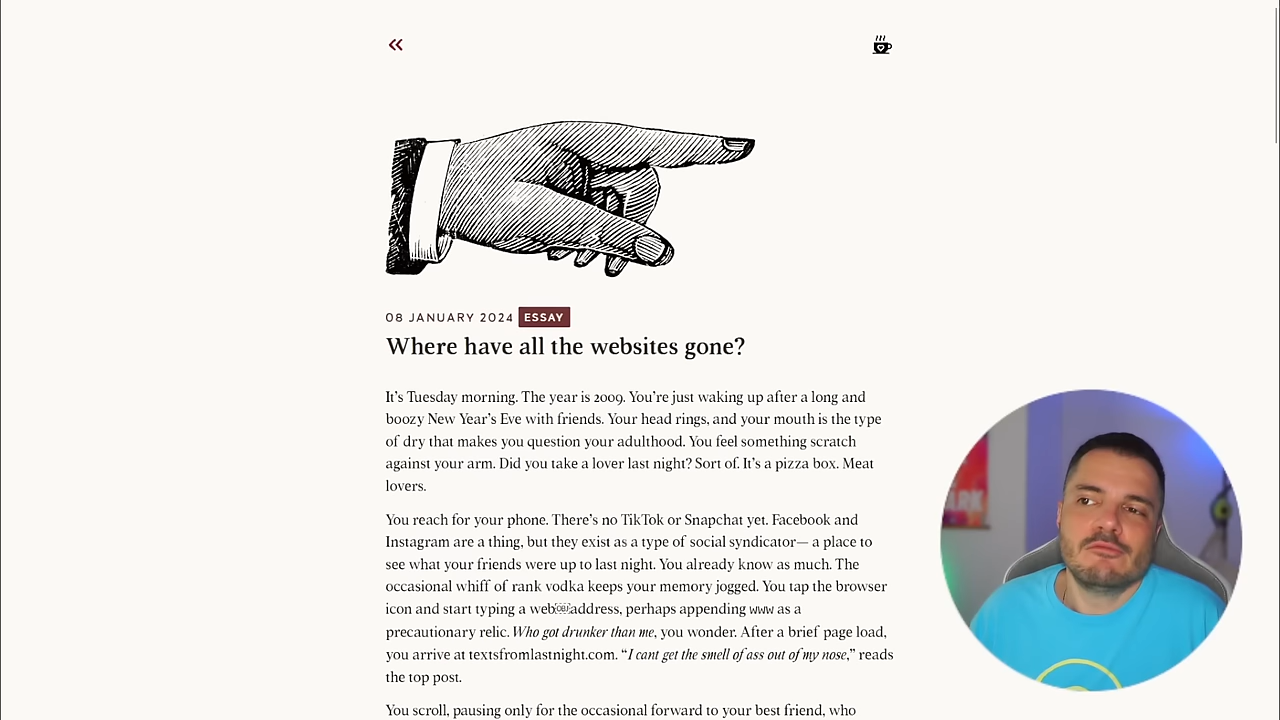 08 JANUARY 2024 ESSAY
Where have all the websites gone?
It's Tuesday morning. The year is 2009. You're just waking up after a long and
boozy New Year's Eve with friends. Your head rings, and your mouth is the type
of dry that makes you question your adulthood. You feel something scratch
against your arm. Did you take a lover last night? Sort of. It's a pizza box. Meat
lovers.
You reach for your phone. There's no TikTok or Snapchat yet. Facebook and
Instagram are a thing, but they exist as a type of social syndicator— a place to
see what your friends were up to last night. You already know as much. The
occasional whiff of rank vodka keeps your memory jogged. You tap the browser
icon and start typing a web￼address, perhaps appending www as a
precautionary relic. Who got drunker than me, you wonder. After a brief page load,
you arrive at textsfromlastnight.com. “I cant get the smell of ass out of my nose,” reads
the top post.
You scroll, pausing only for the occasional forward to your best friend, who